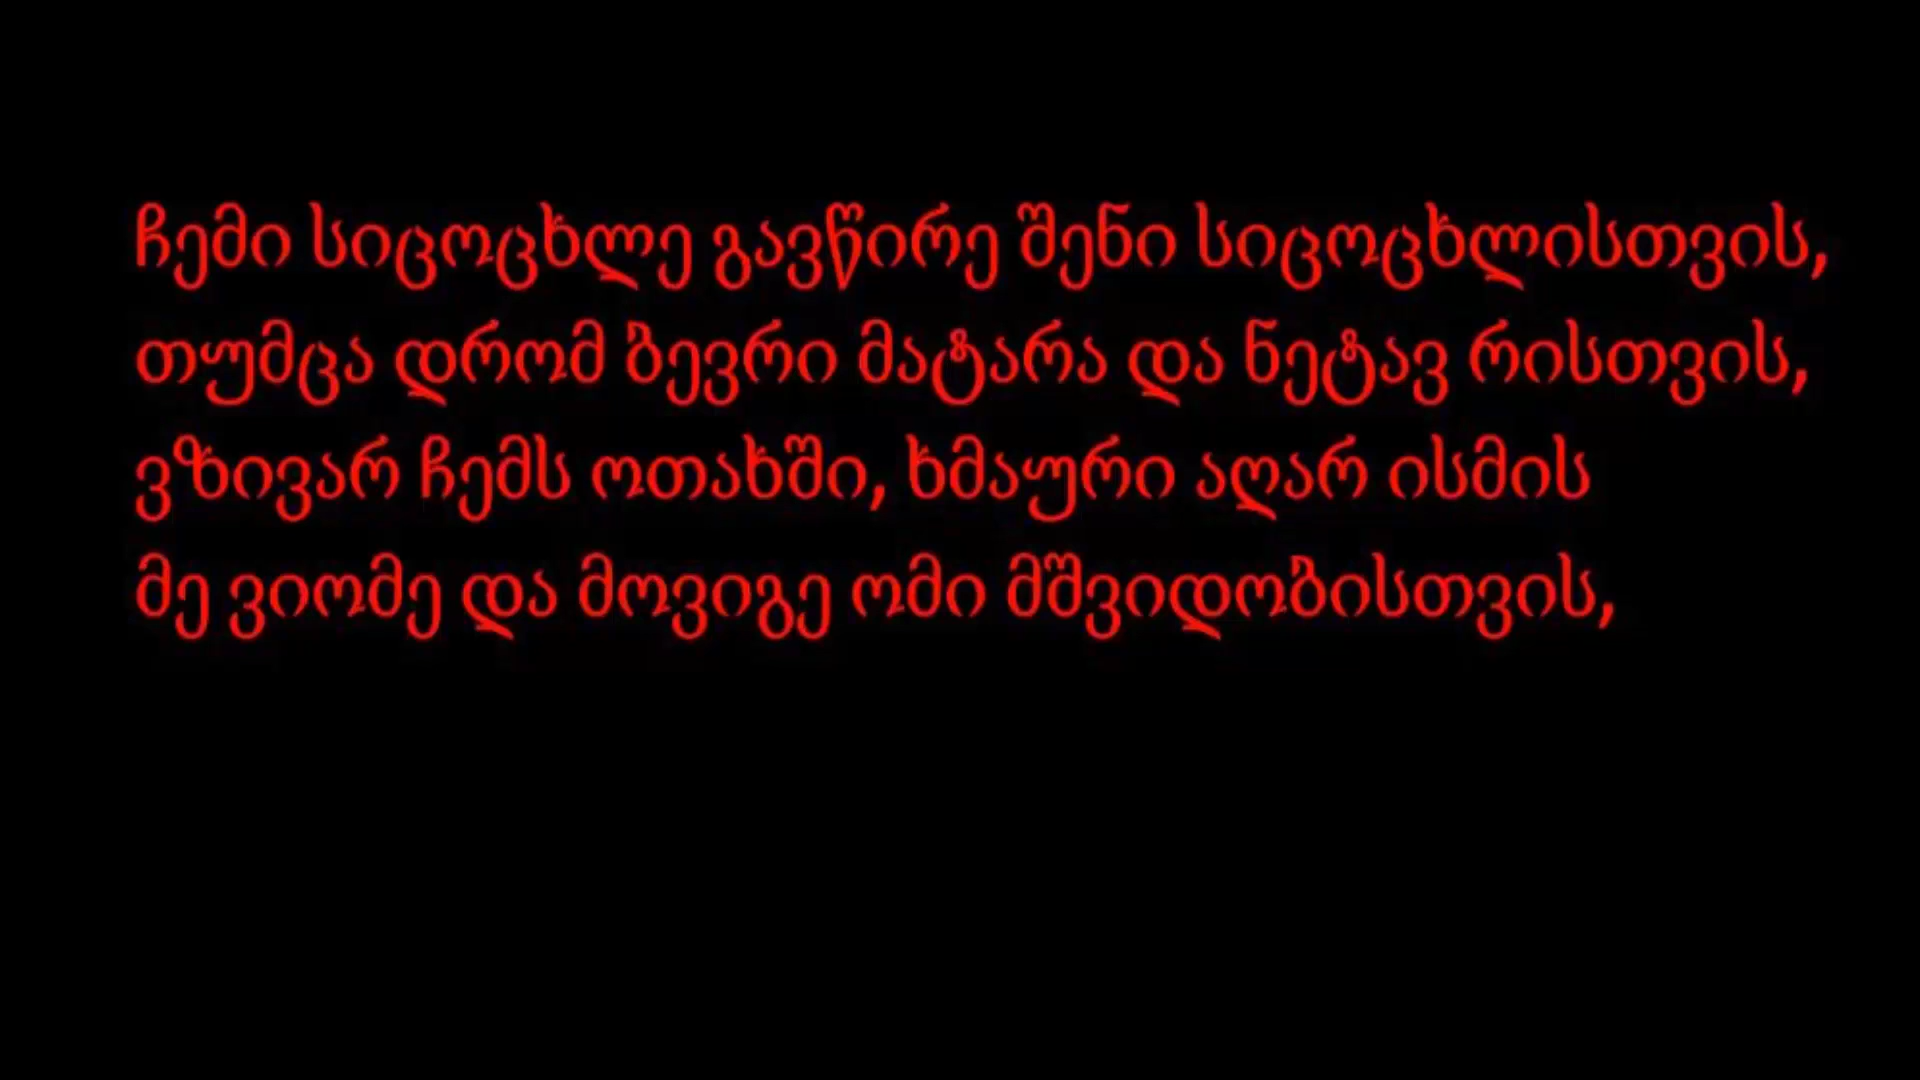 ჩემი სიცოცხლე გავწირე შენი სიცოცხლისთვის,
თუმცა დრომ ბევრი მატარა და ნეტავ რისთვის,
ვზივარ ჩემს ოთახში, ხმაური აღარ ისმის
მე ვიომე და მოვიგე ომი მშვიდობისთვის,